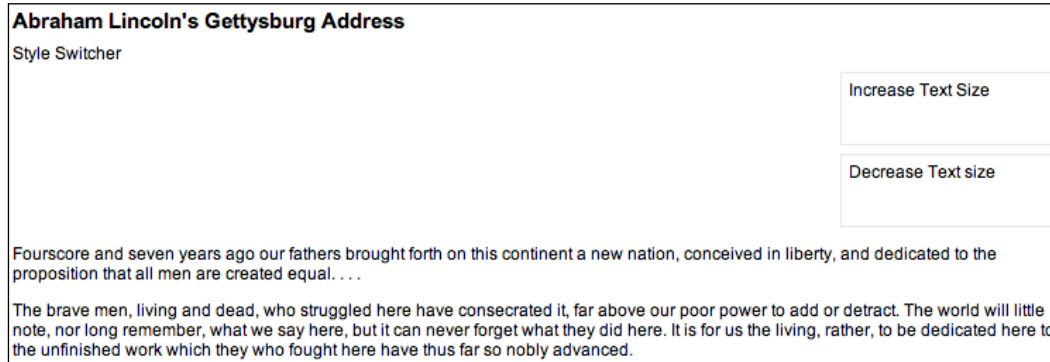 Abraham Lincoln's Gettysburg Address
Style Switcher
Increase Text Size
Decrease Text size
Fourscore and seven years ago our fathers brought forth on this continent a new nation, conceived in liberty, and dedicated to the
proposition that all men are created equal. . . .
The brave men, living and dead, who struggled here have consecrated it, far above our poor power to add or detract. The world will little
note, nor long remember, what we say here, but it can never forget what they did here. It is for us the living, rather, to be dedicated here to
the unfinished work which they who fought here have thus far so nobly advanced.